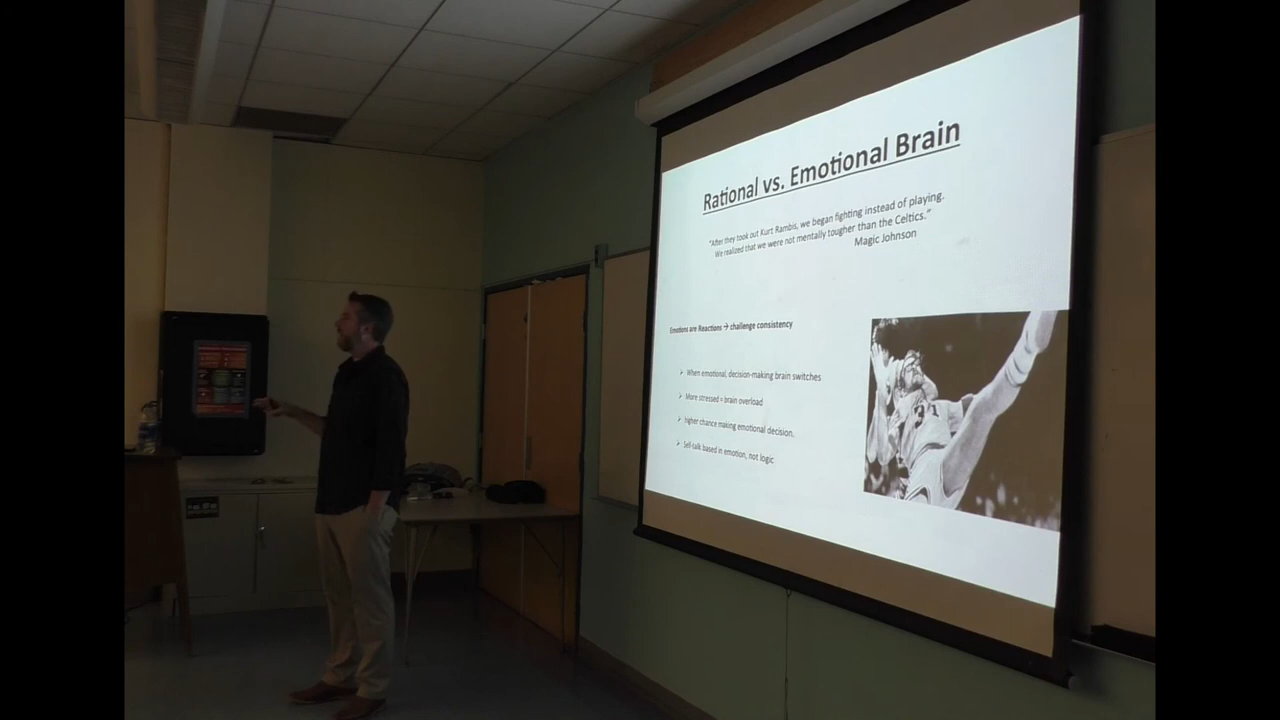 Rational vs. Emotional Brain
"After they took out Kurt Rambis, we began fighting instead of playing.
We realized that we were not mentally tougher than the Celtics."
Magic Johnson
Emotions are Reactions → challenge consistency
➢ When emotional, decision-making brain switches
➢ More stressed = brain overload
➢ higher chance making emotional decision.
➢ Self-talk based in emotion, not logic